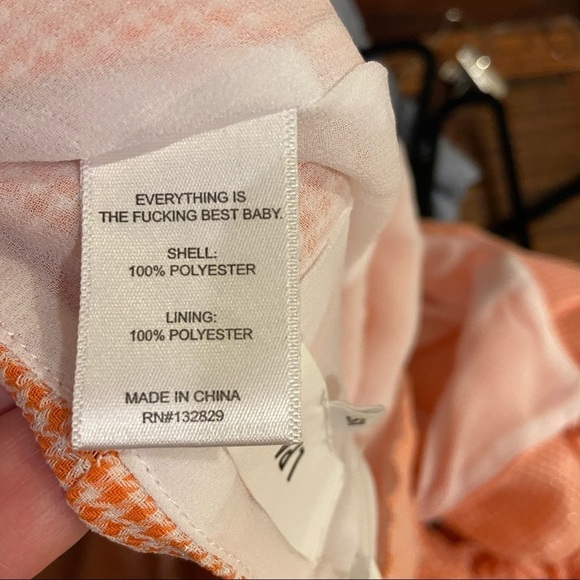 EVERYTHING IS
THE FUCKING BEST BABY.
SHELL:
100% POLYESTER
LINING:
100% POLYESTER
MADE IN CHINA
RN#132829